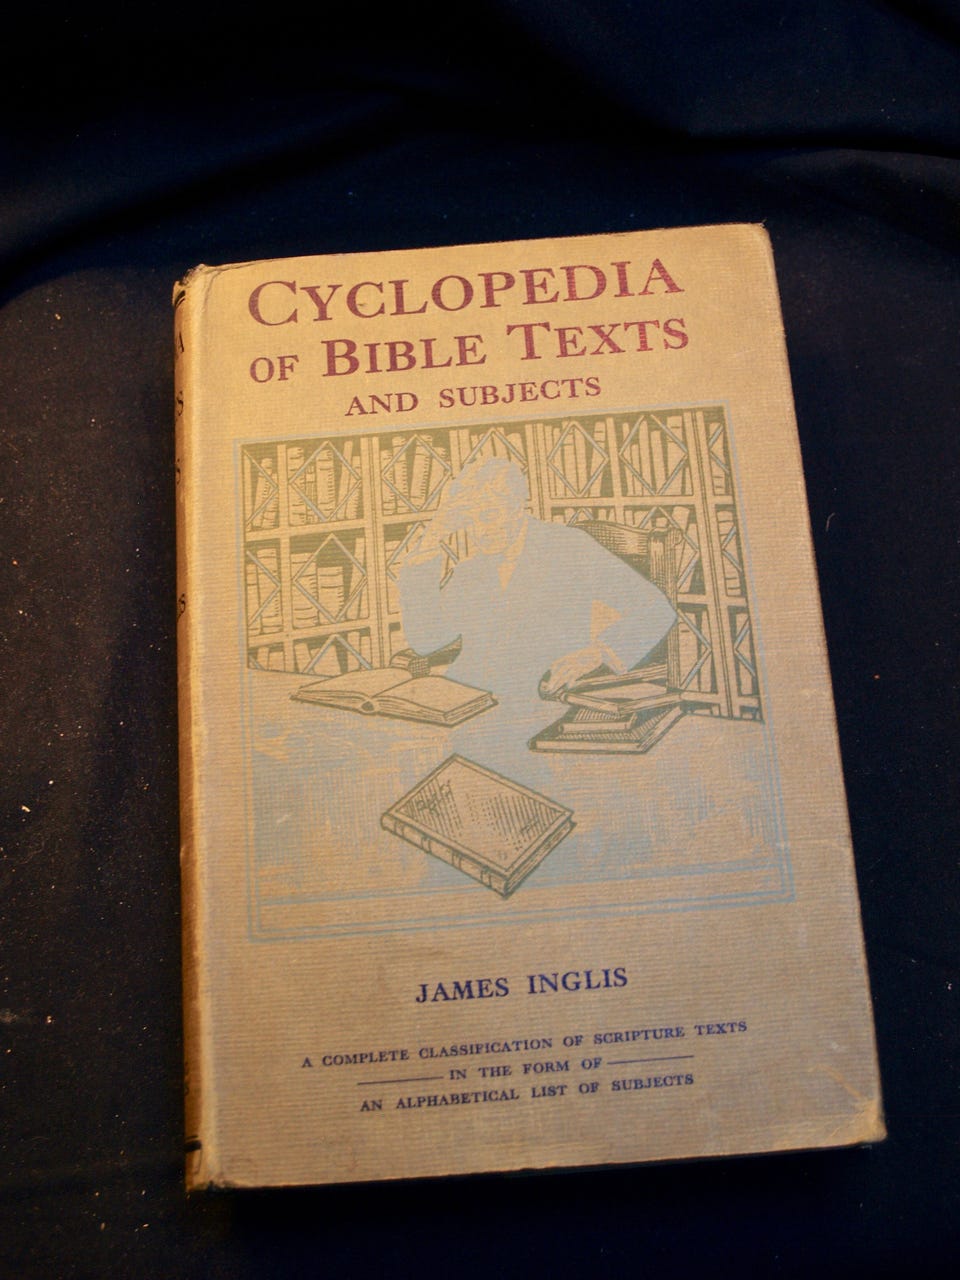 CYCLOPEDIA
OF BIBLE TEXTS
AND SUBJECTS
JAMES INGLIS
A COMPLETE CLASSIFICATION OF SCRIPTURE TEXTS
IN THE FORM OF
AN ALPHABETICAL LIST OF SUBJECTS